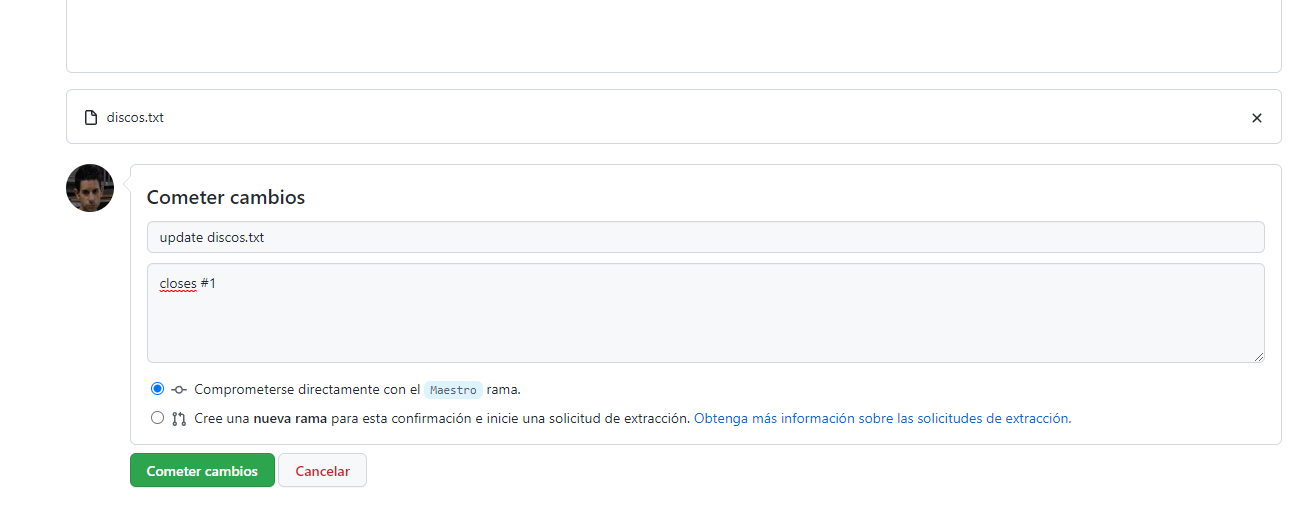 discos.txt
Cometer cambios
update discos.txt
closes #1
Comprometerse directamente con el Maestro rama.
Cree una nueva rama para esta confirmación e inicie una solicitud de extracción. Obtenga más información sobre las solicitudes de extracción.
Cometer cambios Cancelar